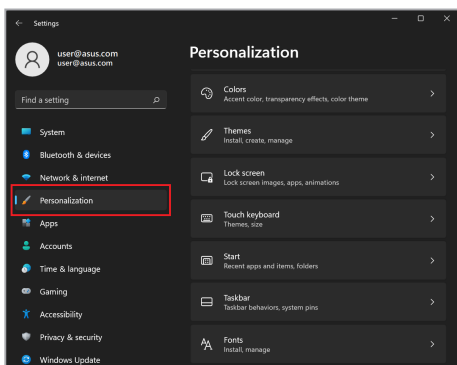 Settings
user@asus.com
user@asus.com
Find a setting
System
Bluetooth & devices
Network & internet
Personalization
Apps
Accounts
Time & language
Gaming
Accessibility
Privacy & security
Windows Update
Personalization
Colors
Accent color, transparency effects, color theme
Themes
Install, create, manage
Lock screen
Lock screen images, apps, animations
Touch keyboard
Themes, size
Start
Recent apps and items, folders
Taskbar
Taskbar behaviors, system pins
Fonts
Install, manage